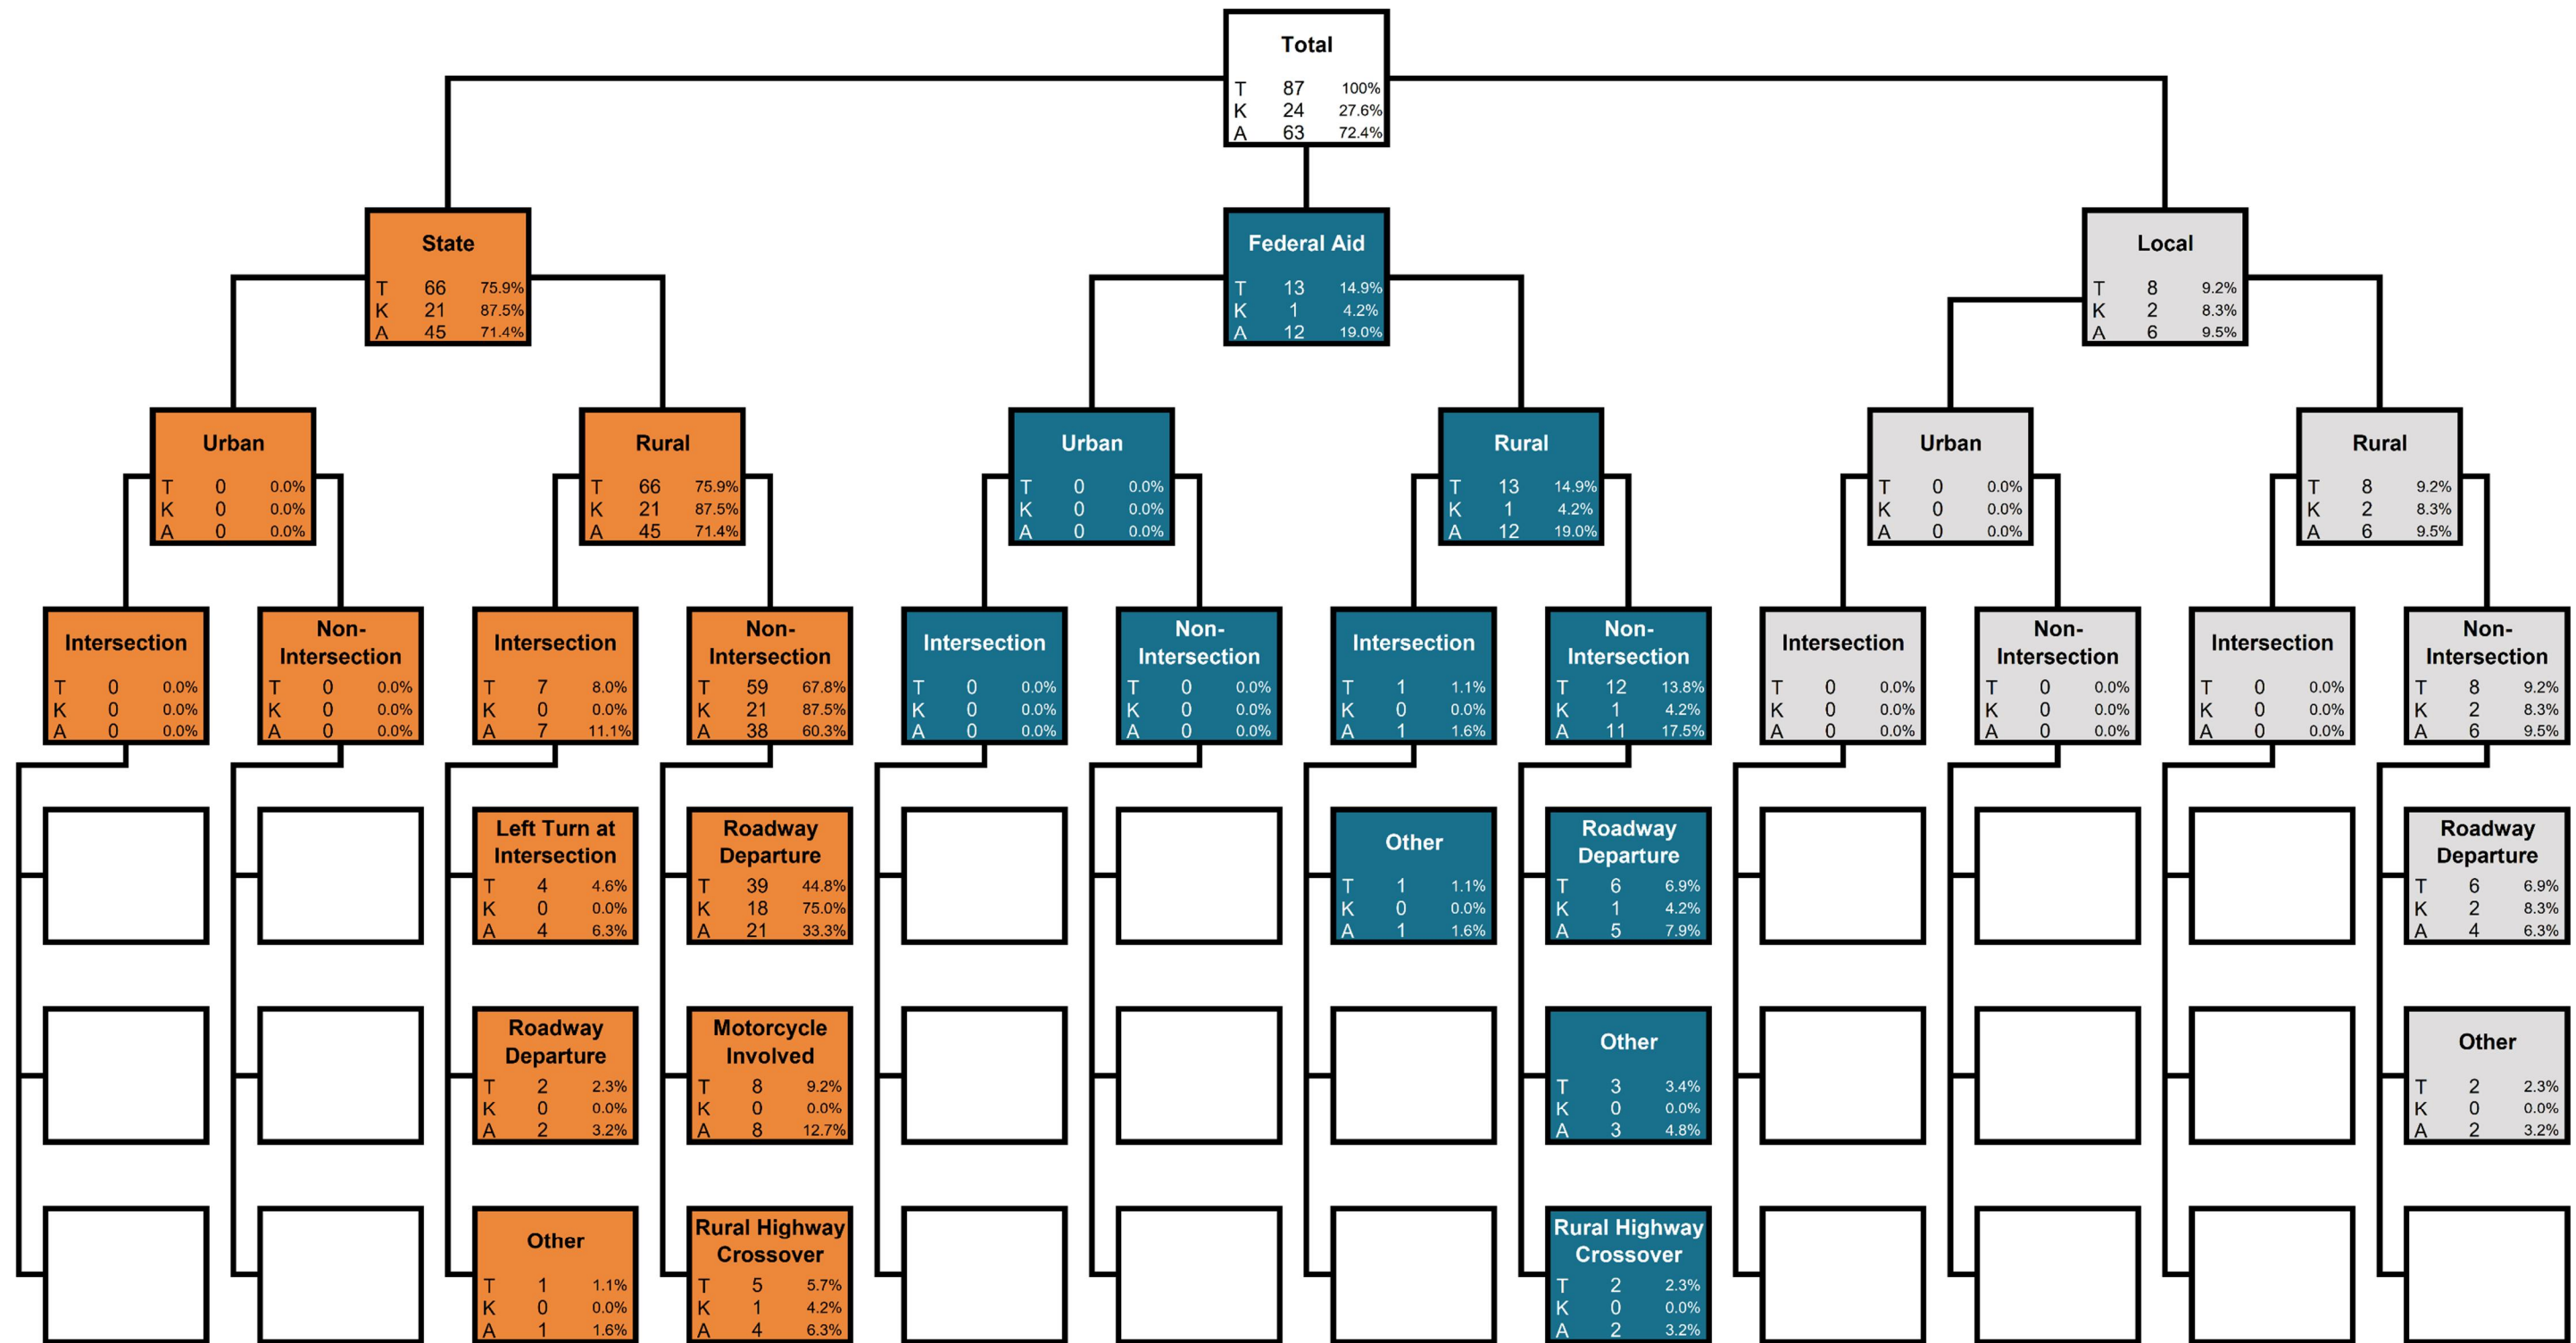 Total
T 87 100%
K 24 27.6%
A 63 72.4%
State
T 66 75.9%
K 21 87.5%
A 45 71.4%
Federal Aid
T 13 14.9%
K 1 4.2%
A 12 19.0%
Local
T 8 9.2%
K 2 8.3%
A 6 9.5%
Urban
T 0 0.0%
K 0 0.0%
A 0 0.0%
Rural
T 66 75.9%
K 21 87.5%
A 45 71.4%
Urban
T 0 0.0%
K 0 0.0%
A 0 0.0%
Rural
T 13 14.9%
K 1 4.2%
A 12 19.0%
Urban
T 0 0.0%
K 0 0.0%
A 0 0.0%
Rural
T 8 9.2%
K 2 8.3%
A 6 9.5%
Intersection
T 0 0.0%
K 0 0.0%
A 0 0.0%
Non-
Intersection
T 0 0.0%
K 0 0.0%
A 0 0.0%
Intersection
T 7 8.0%
K 0 0.0%
A 7 11.1%
Non-
Intersection
T 59 67.8%
K 21 87.5%
A 38 60.3%
Intersection
T 0 0.0%
K 0 0.0%
A 0 0.0%
Non-
Intersection
T 0 0.0%
K 0 0.0%
A 0 0.0%
Intersection
T 1 1.1%
K 0 0.0%
A 1 1.6%
Non-
Intersection
T 12 13.8%
K 1 4.2%
A 11 17.5%
Intersection
T 0 0.0%
K 0 0.0%
A 0 0.0%
Non-
Intersection
T 0 0.0%
K 0 0.0%
A 0 0.0%
Intersection
T 0 0.0%
K 0 0.0%
A 0 0.0%
Non-
Intersection
T 8 9.2%
K 2 8.3%
A 6 9.5%
Left Turn at
Intersection
T 4 4.6%
K 0 0.0%
A 4 6.3%
Roadway
Departure
T 39 44.8%
K 18 75.0%
A 21 33.3%
Other
T 1 1.1%
K 0 0.0%
A 1 1.6%
Roadway
Departure
T 6 6.9%
K 1 4.2%
A 5 7.9%
Roadway
Departure
T 6 6.9%
K 2 8.3%
A 4 6.3%
Roadway
Departure
T 2 2.3%
K 0 0.0%
A 2 3.2%
Motorcycle
Involved
T 8 9.2%
K 0 0.0%
A 8 12.7%
Other
T 3 3.4%
K 0 0.0%
A 3 4.8%
Other
T 2 2.3%
K 0 0.0%
A 2 3.2%
Other
T 1 1.1%
K 0 0.0%
A 1 1.6%
Rural Highway
Crossover
T 5 5.7%
K 1 4.2%
A 4 6.3%
Rural Highway
Crossover
T 2 2.3%
K 0 0.0%
A 2 3.2%